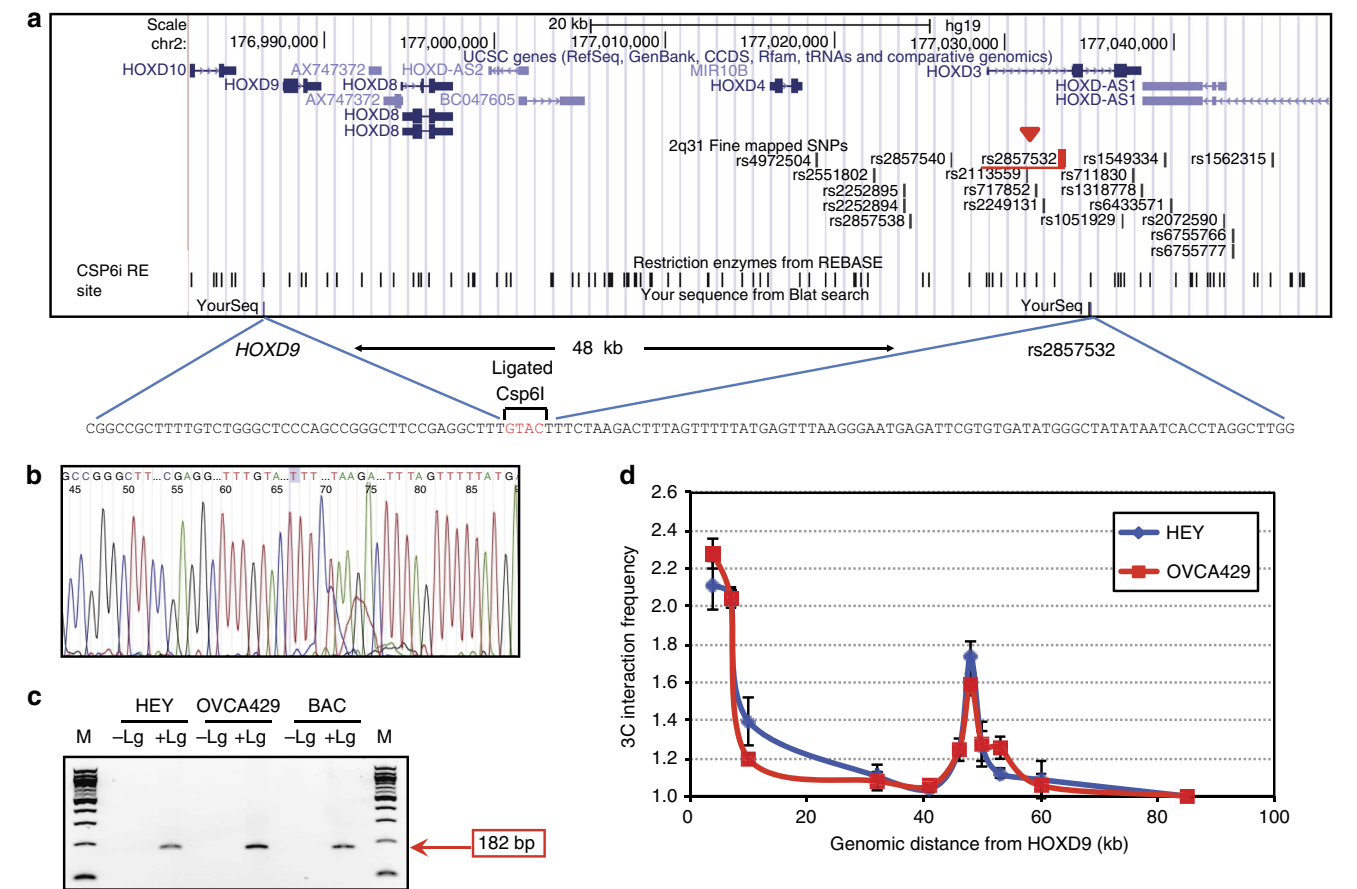 a
Scale 20 kb hg19
chr2: 176,990,000 177,000,000 177,010,000 177,020,000 177,030,000 177,040,000
UCSC genes (RefSeq, GenBank, CCDS, Rfam, tRNAs and comparative genomics)
HOXD10 AX747372 HOXD-AS2 MIR10B HOXD3
HOXD9 HOXD8 HOXD4 HOXD-AS1
AX747372 BC047605 HOXD-AS1
HOXD8
HOXD8
2q31 Fine mapped SNPs
rs4972504 rs2857540 rs2857532 rs1549334 rs1562315
rs2551802 rs2113559 rs711830
rs2252895 rs717852 rs1318778
rs2252894 rs2249131 rs6433571
rs2857538 rs1051929 rs2072590
rs6755766
rs6755777
CSP6i RE site
Restriction enzymes from REBASE
Your sequence from Blat search
YourSeq YourSeq
HOXD9 48 kb rs2857532
Ligated
Csp6I
CGGCCGCTTTTGTCTGGGCTCCCAGCCGGGCTTCCGAGGCTTTGTACTTTCTAAGACTTTAGTTTTTATGAGTTTAAGGGAATGAGATTCGTGTGATATGGGCTATATAATCACCTAGGCTTGG
b
GCCGGGCTT...CGAGG...TTTGTA...TTTT...TAAGA...TTTAGTTTTTATG
45 50 55 60 65 70 75 80 85
c
HEY OVCA429 BAC
M –Lg +Lg –Lg +Lg –Lg +Lg M
182 bp
d
2.6
2.4
2.2
2.0
1.8
1.6
1.4
1.2
1.0
3C interaction frequency
HEY
OVCA429
0 20 40 60 80 100
Genomic distance from HOXD9 (kb)